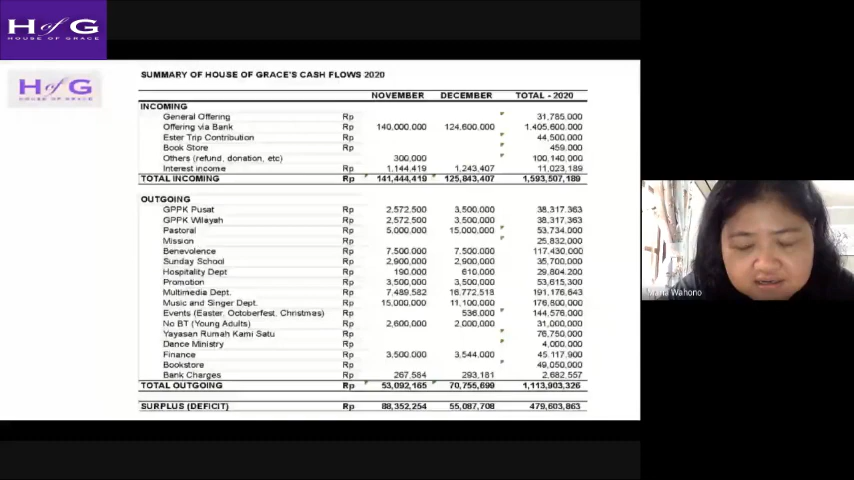 H of G
HOUSE OF GRACE
H of G
HOUSE OF GRACE
SUMMARY OF HOUSE OF GRACE'S CASH FLOWS 2020
NOVEMBER DECEMBER TOTAL - 2020
INCOMING
General Offering Rp 31,785,000
Offering via Bank Rp 140,000,000 124,600,000 1,405,600,000
Ester Trip Contribution Rp 44,500,000
Book Store Rp 459,000
Others (refund, donation, etc) Rp 300,000 100,140,000
Interest income Rp 1,144,419 1,243,407 11,023,189
TOTAL INCOMING Rp 141,444,419 125,843,407 1,593,507,189
OUTGOING
GPPK Pusat Rp 2,572,500 3,500,000 38,317,363
GPPK Wilayah Rp 2,572,500 3,500,000 38,317,363
Pastoral Rp 5,000,000 15,000,000 53,734,000
Mission Rp 25,832,000
Benevolence Rp 7,500,000 7,500,000 117,430,000
Sunday School Rp 2,900,000 2,900,000 35,700,000
Hospitality Dept Rp 190,000 610,000 29,804,200
Promotion Rp 3,500,000 3,500,000 53,615,300
Multimedia Dept. Rp 7,489,582 16,772,518 191,176,643
Music and Singer Dept. Rp 15,000,000 11,100,000 176,800,000
Events (Easter, Octoberfest, Christmas) Rp 536,000 144,576,000
No BT (Young Adults) Rp 2,600,000 2,000,000 31,000,000
Yayasan Rumah Kami Satu Rp 76,750,000
Dance Ministry Rp 4,000,000
Finance Rp 3,500,000 3,544,000 45,117,900
Bookstore Rp 49,050,000
Bank Charges Rp 267,584 293,181 2,682,557
TOTAL OUTGOING Rp 53,092,165 70,755,699 1,113,903,326
SURPLUS (DEFICIT) Rp 88,352,254 55,087,708 479,603,863
Maria Wahono